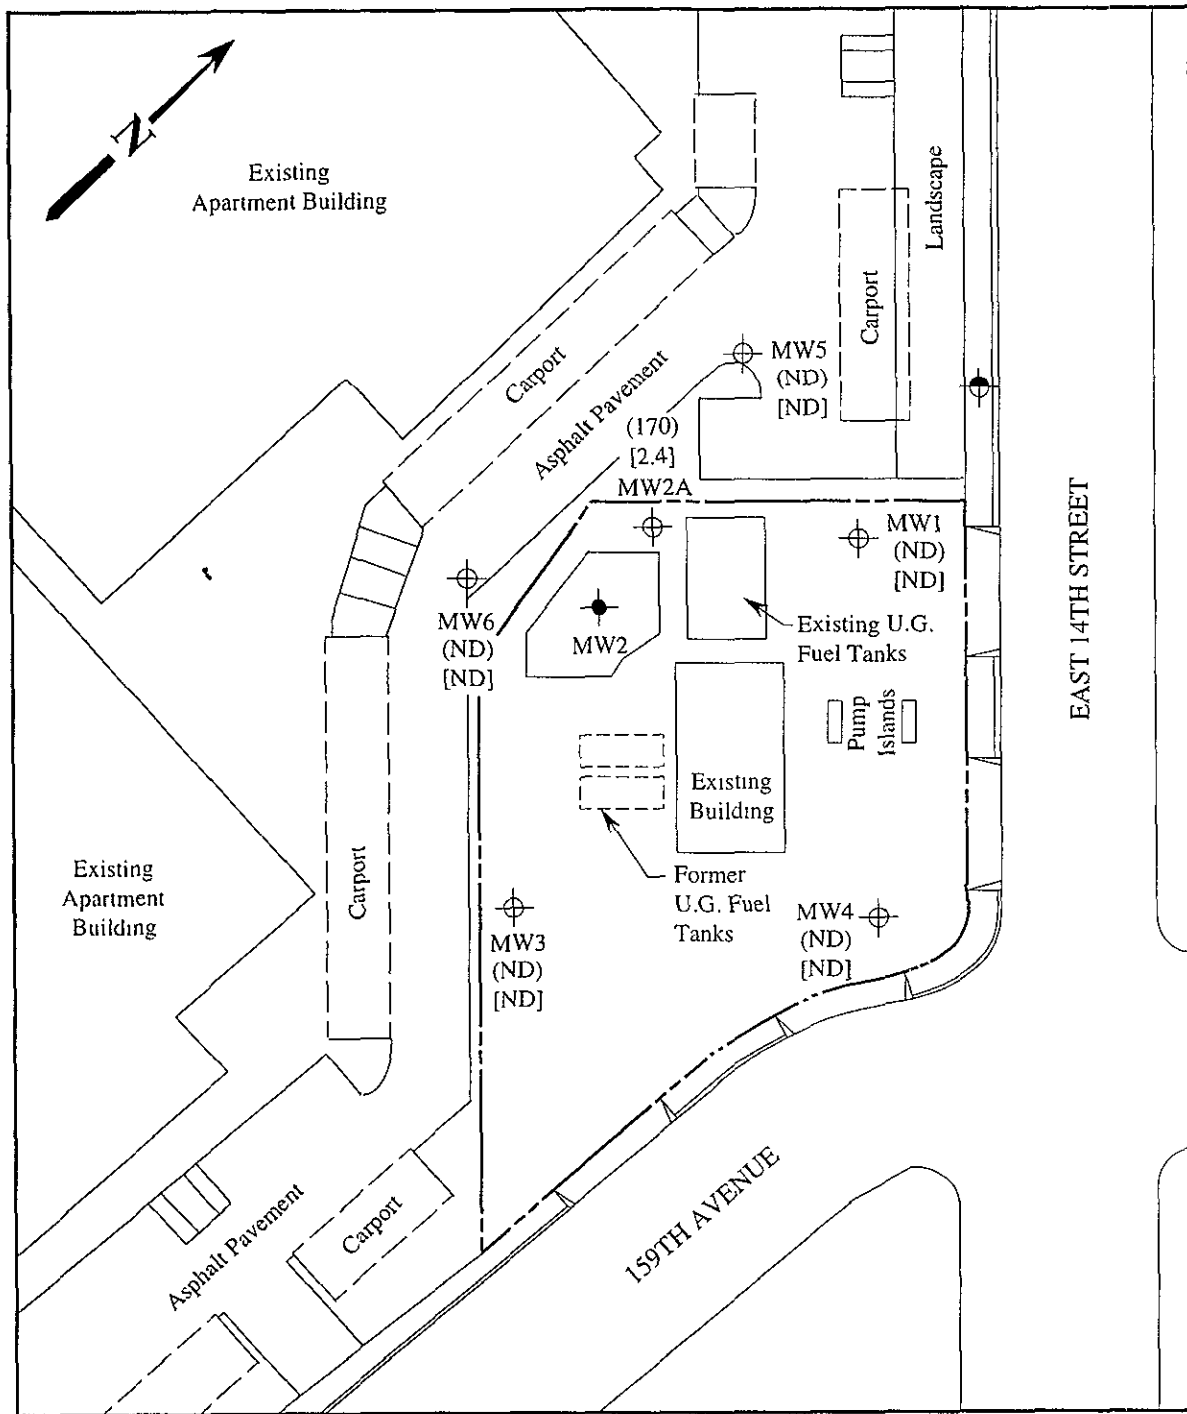 N
Existing
Apartment Building
Landscape
Carport
Carport
Asphalt Pavement
MW5
(ND)
[ND]
(170)
[2.4]
MW2A
MW1
(ND)
[ND]
MW6
(ND)
[ND]
MW2
Existing U.G.
Fuel Tanks
EAST 14TH STREET
Pump
Islands
Existing
Building
Existing
Apartment
Building
Carport
Former
U.G. Fuel
Tanks
MW3
(ND)
[ND]
MW4
(ND)
[ND]
159TH AVENUE
Asphalt Pavement
Carport